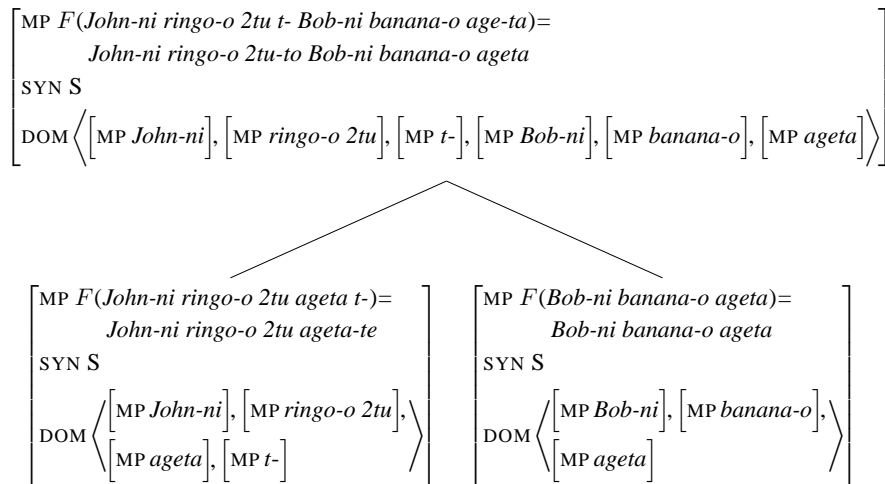 MP F(John-ni ringo-o 2tu t- Bob-ni banana-o age-ta)=
John-ni ringo-o 2tu-to Bob-ni banana-o ageta
SYN S
DOM ⟨[MP John-ni], [MP ringo-o 2tu], [MP t-], [MP Bob-ni], [MP banana-o], [MP ageta]⟩
MP F(John-ni ringo-o 2tu ageta t-)=
John-ni ringo-o 2tu ageta-te
SYN S
DOM ⟨[MP John-ni], [MP ringo-o 2tu],
[MP ageta], [MP t-]⟩
MP F(Bob-ni banana-o ageta)=
Bob-ni banana-o ageta
SYN S
DOM ⟨[MP Bob-ni], [MP banana-o],
[MP ageta]⟩